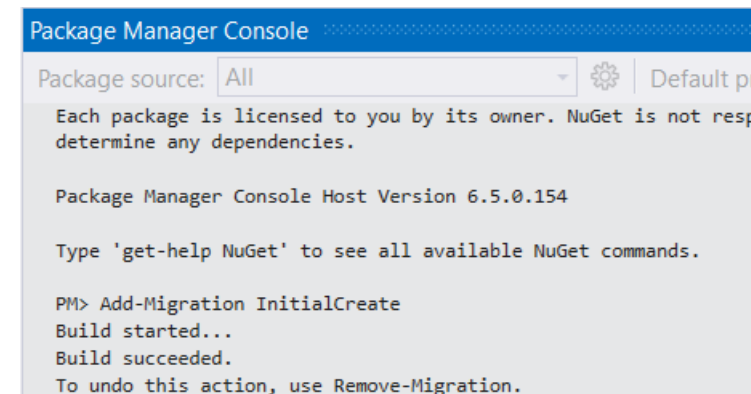 Package Manager Console
Package source: All Default p
Each package is licensed to you by its owner. NuGet is not resp
determine any dependencies.
Package Manager Console Host Version 6.5.0.154
Type 'get-help NuGet' to see all available NuGet commands.
PM> Add-Migration InitialCreate
Build started...
Build succeeded.
To undo this action, use Remove-Migration.